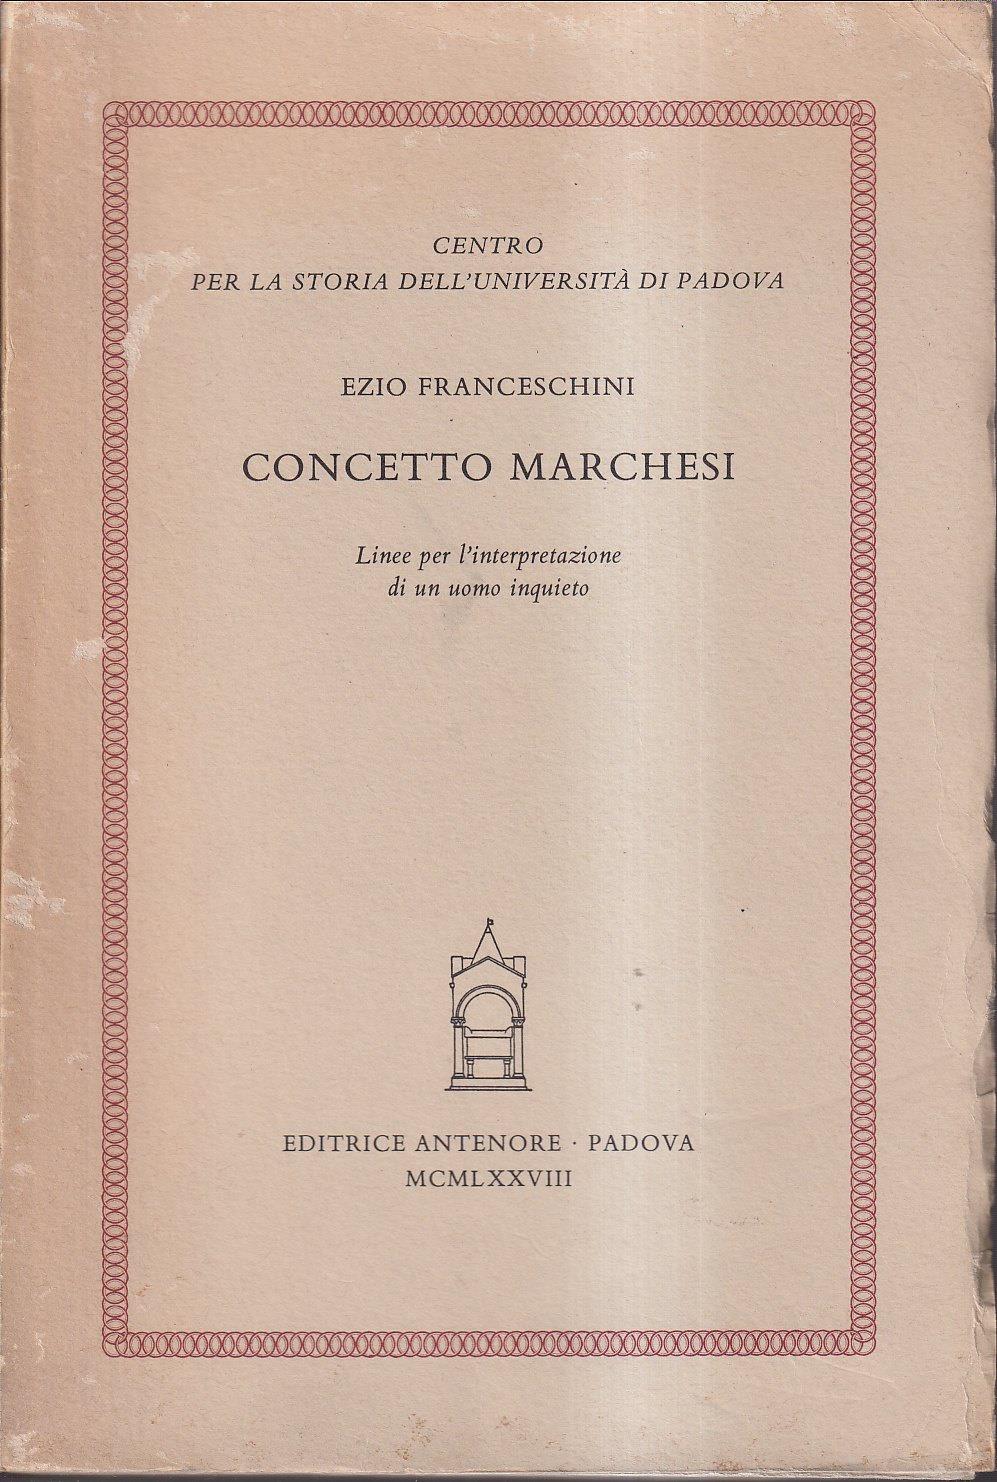 CENTRO
PER LA STORIA DELL'UNIVERSITÀ DI PADOVA
EZIO FRANCESCHINI
CONCETTO MARCHESI
Linee per l'interpretazione
di un uomo inquieto
EDITRICE ANTENORE · PADOVA
MCMLXXVIII